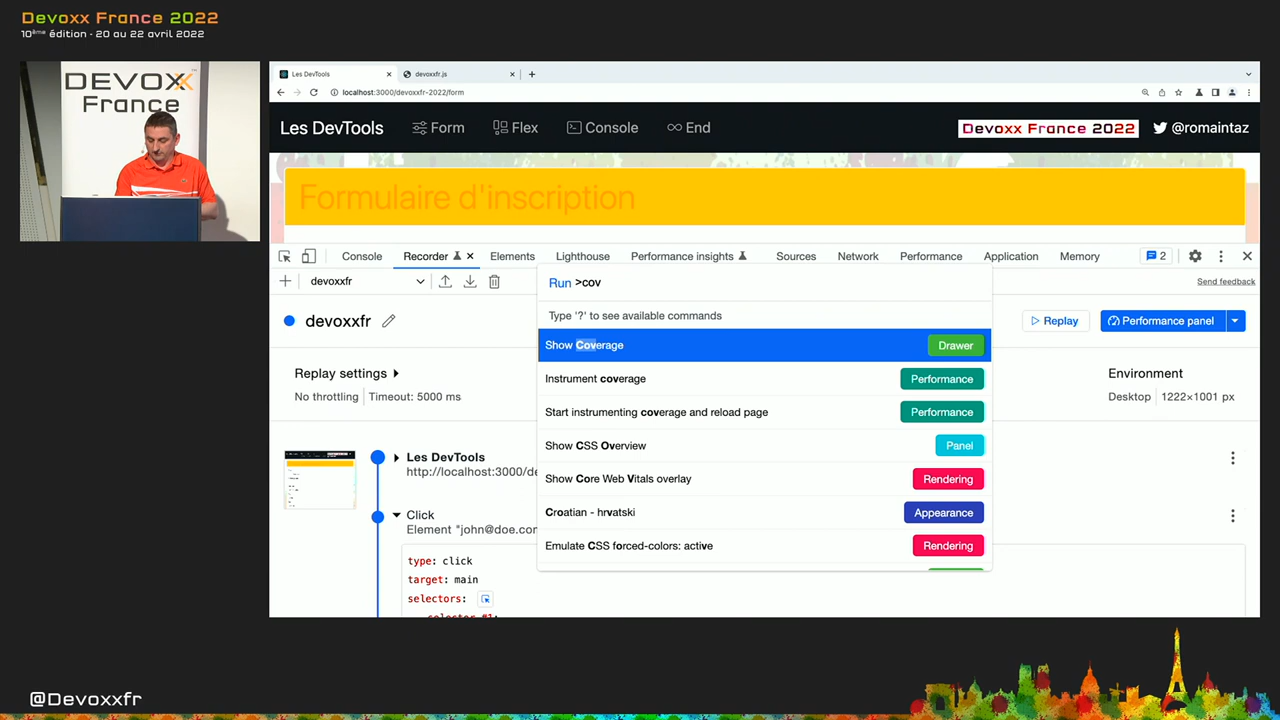 Devoxx France 2022
10ème édition - 20 au 22 avril 2022
DEVOXX
France
Les DevTools
devoxxfr.js
localhost:3000/devoxxfr-2022/form
Les DevTools
Form
Flex
Console
End
Devoxx France 2022
@romaintaz
Formulaire d'inscription
Console
Recorder
Elements
Lighthouse
Performance insights
Sources
Network
Performance
Application
Memory
2
devoxxfr
Send feedback
Run >cov
Type '?' to see available commands
Show Coverage
Drawer
Instrument coverage
Performance
Start instrumenting coverage and reload page
Performance
Show CSS Overview
Panel
Show Core Web Vitals overlay
Rendering
Croatian - hrvatski
Appearance
Emulate CSS forced-colors: active
Rendering
devoxxfr
Replay
Performance panel
Replay settings
No throttling
Timeout: 5000 ms
Environment
Desktop
1222×1001 px
Les DevTools
http://localhost:3000/de
Click
Element "john@doe.con
type: click
target: main
selectors:
selector #1:
@Devoxxfr